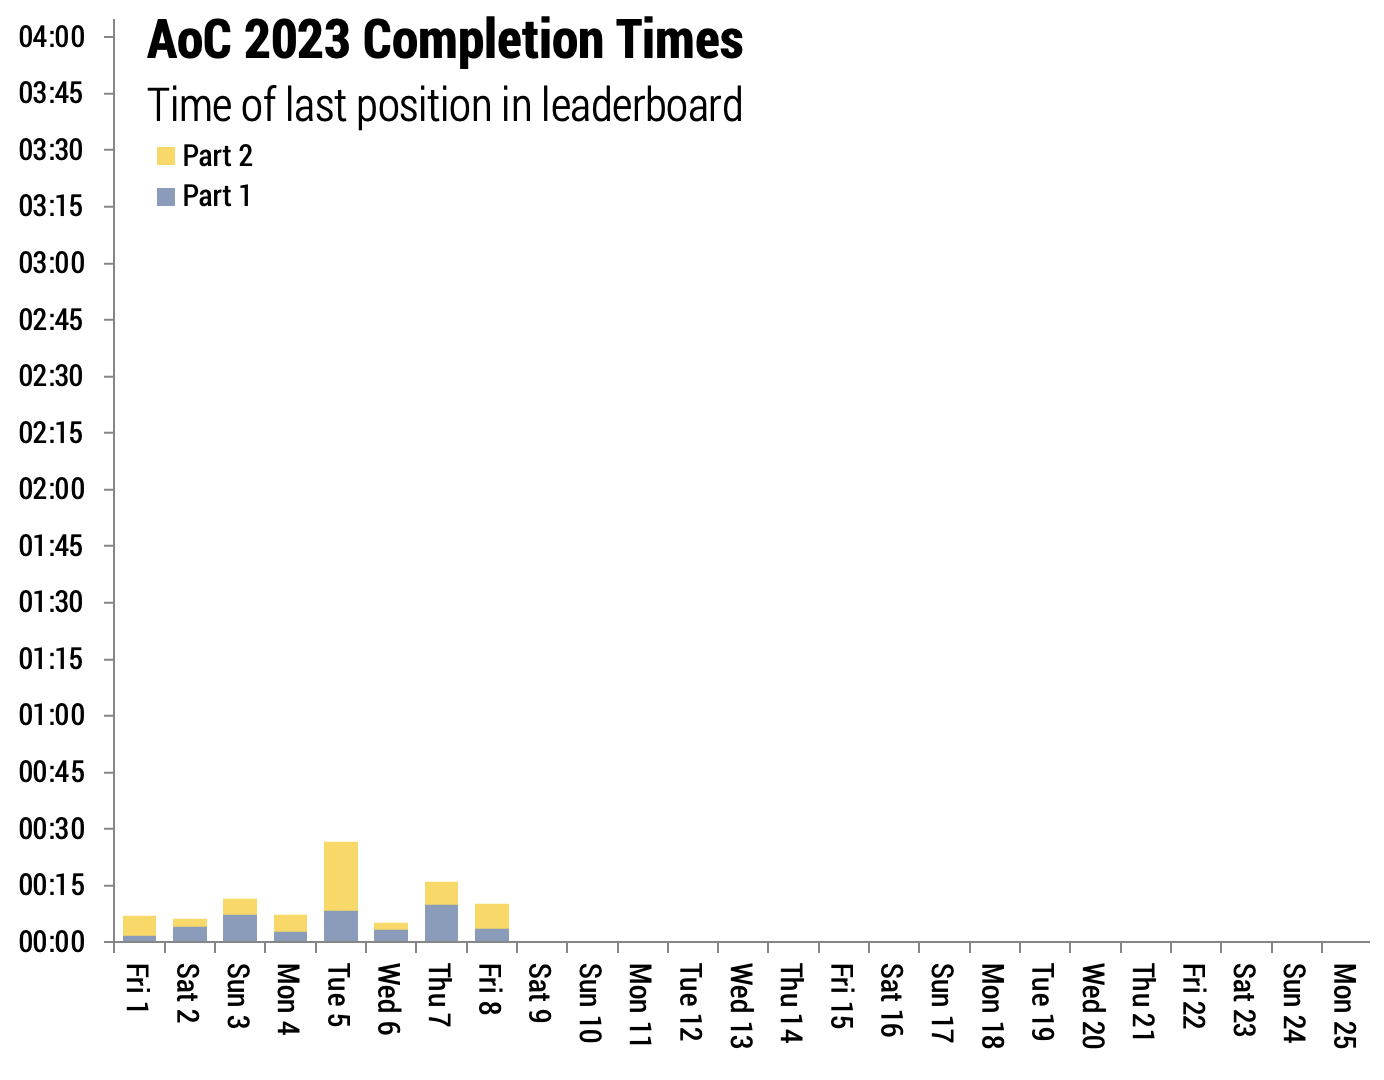 AoC 2023 Completion Times
Time of last position in leaderboard
Part 2
Part 1
04:00
03:45
03:30
03:15
03:00
02:45
02:30
02:15
02:00
01:45
01:30
01:15
01:00
00:45
00:30
00:15
00:00
Fri 1
Sat 2
Sun 3
Mon 4
Tue 5
Wed 6
Thu 7
Fri 8
Sat 9
Sun 10
Mon 11
Tue 12
Wed 13
Thu 14
Fri 15
Sat 16
Sun 17
Mon 18
Tue 19
Wed 20
Thu 21
Fri 22
Sat 23
Sun 24
Mon 25